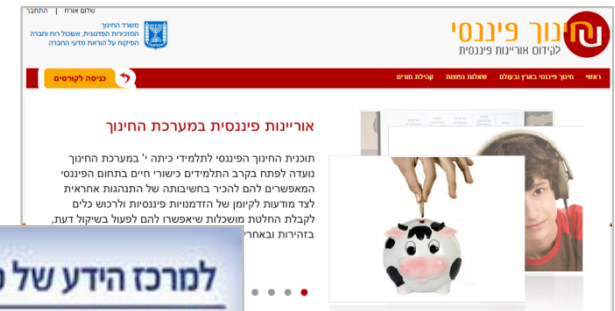 שלום אורח | התחבר
משרד החינוך
המזכירות הפדגוגית, אשכול רוח וחברה
הפיקוח על הוראת מדעי החברה
חינוך פיננסי
לקידום אוריינות פיננסית
ראשי חינוך פיננסי בארץ ובעולם שאלות נפוצות קהילת מורים
כניסה לקורסים
אוריינות פיננסית במערכת החינוך
תוכנית החינוך הפיננסי לתלמידי כיתה י' במערכת החינוך
נועדה לפתח בקרב התלמידים כישורי חיים בתחום הפיננסי
המאפשרים להם להכיר בחשיבותה של התנהגות אחראית
לצד מודעות לקיומן של הזדמנויות פיננסיות ולרכוש כלים
לקבלת החלטת מושכלות שיאפשרו להם לפעול בשיקול דעת,
בזהירות ובאחרי
למרכז הידע של